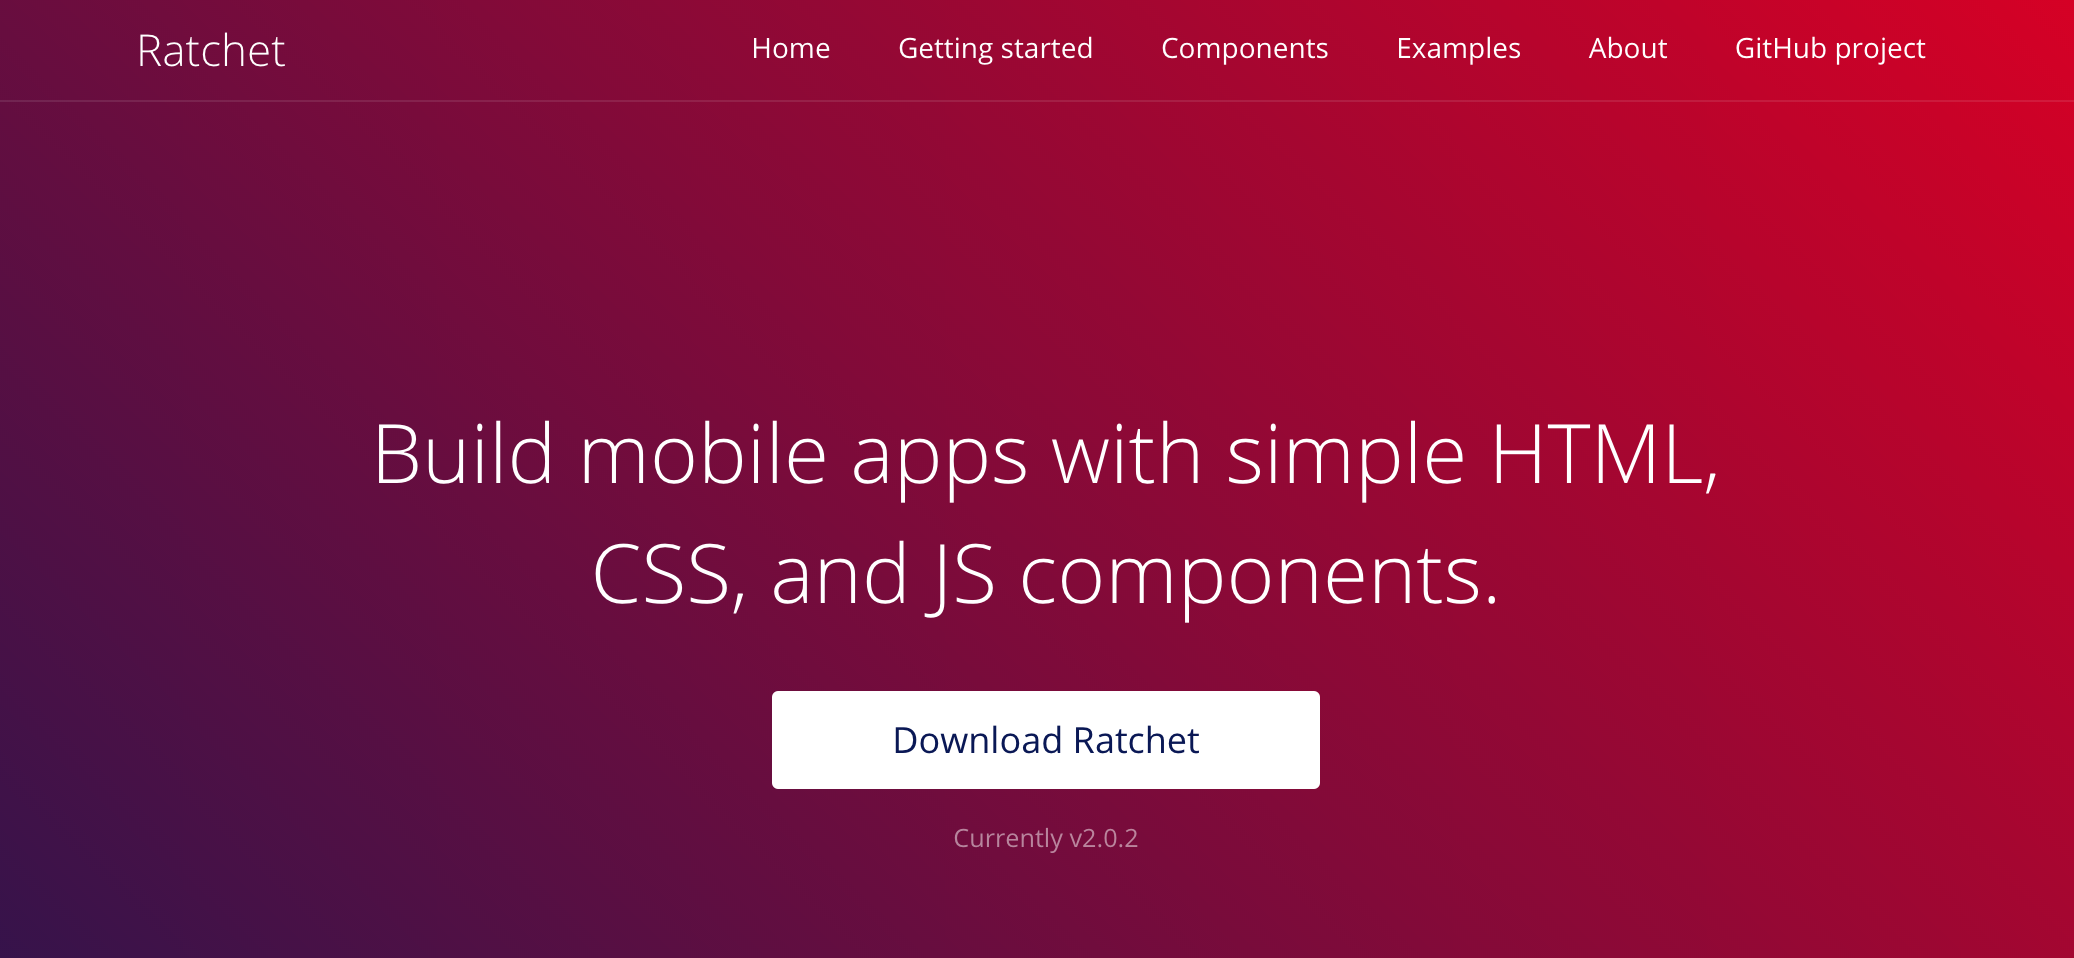 Ratchet
Home Getting started Components Examples About GitHub project
Build mobile apps with simple HTML,
CSS, and JS components.
Download Ratchet
Currently v2.0.2